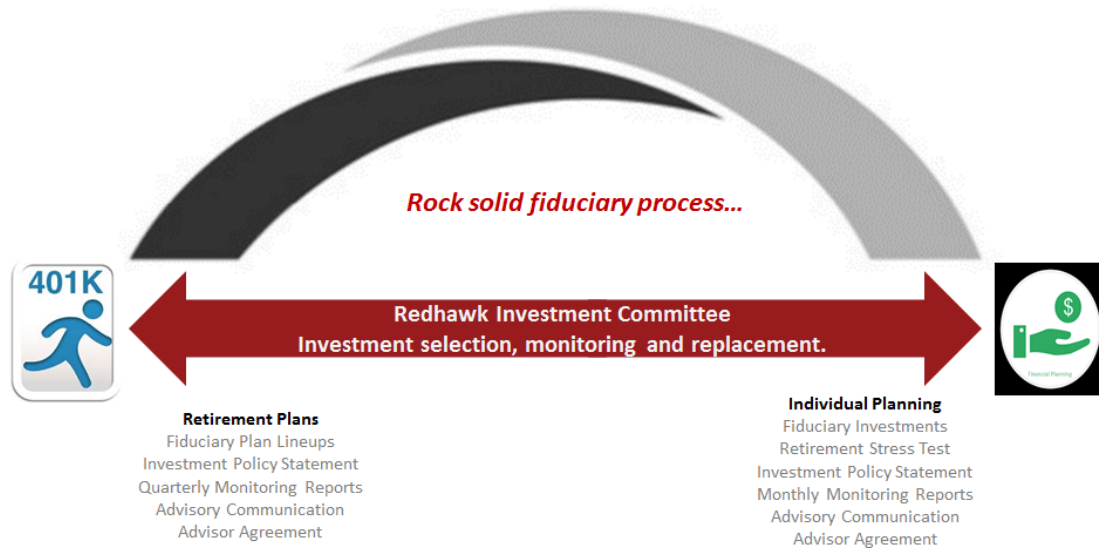 Rock solid fiduciary process...
401K
Redhawk Investment Committee
Investment selection, monitoring and replacement.
$
Financial Planning
Retirement Plans
Fiduciary Plan Lineups
Investment Policy Statement
Quarterly Monitoring Reports
Advisory Communication
Advisor Agreement
Individual Planning
Fiduciary Investments
Retirement Stress Test
Investment Policy Statement
Monthly Monitoring Reports
Advisory Communication
Advisor Agreement